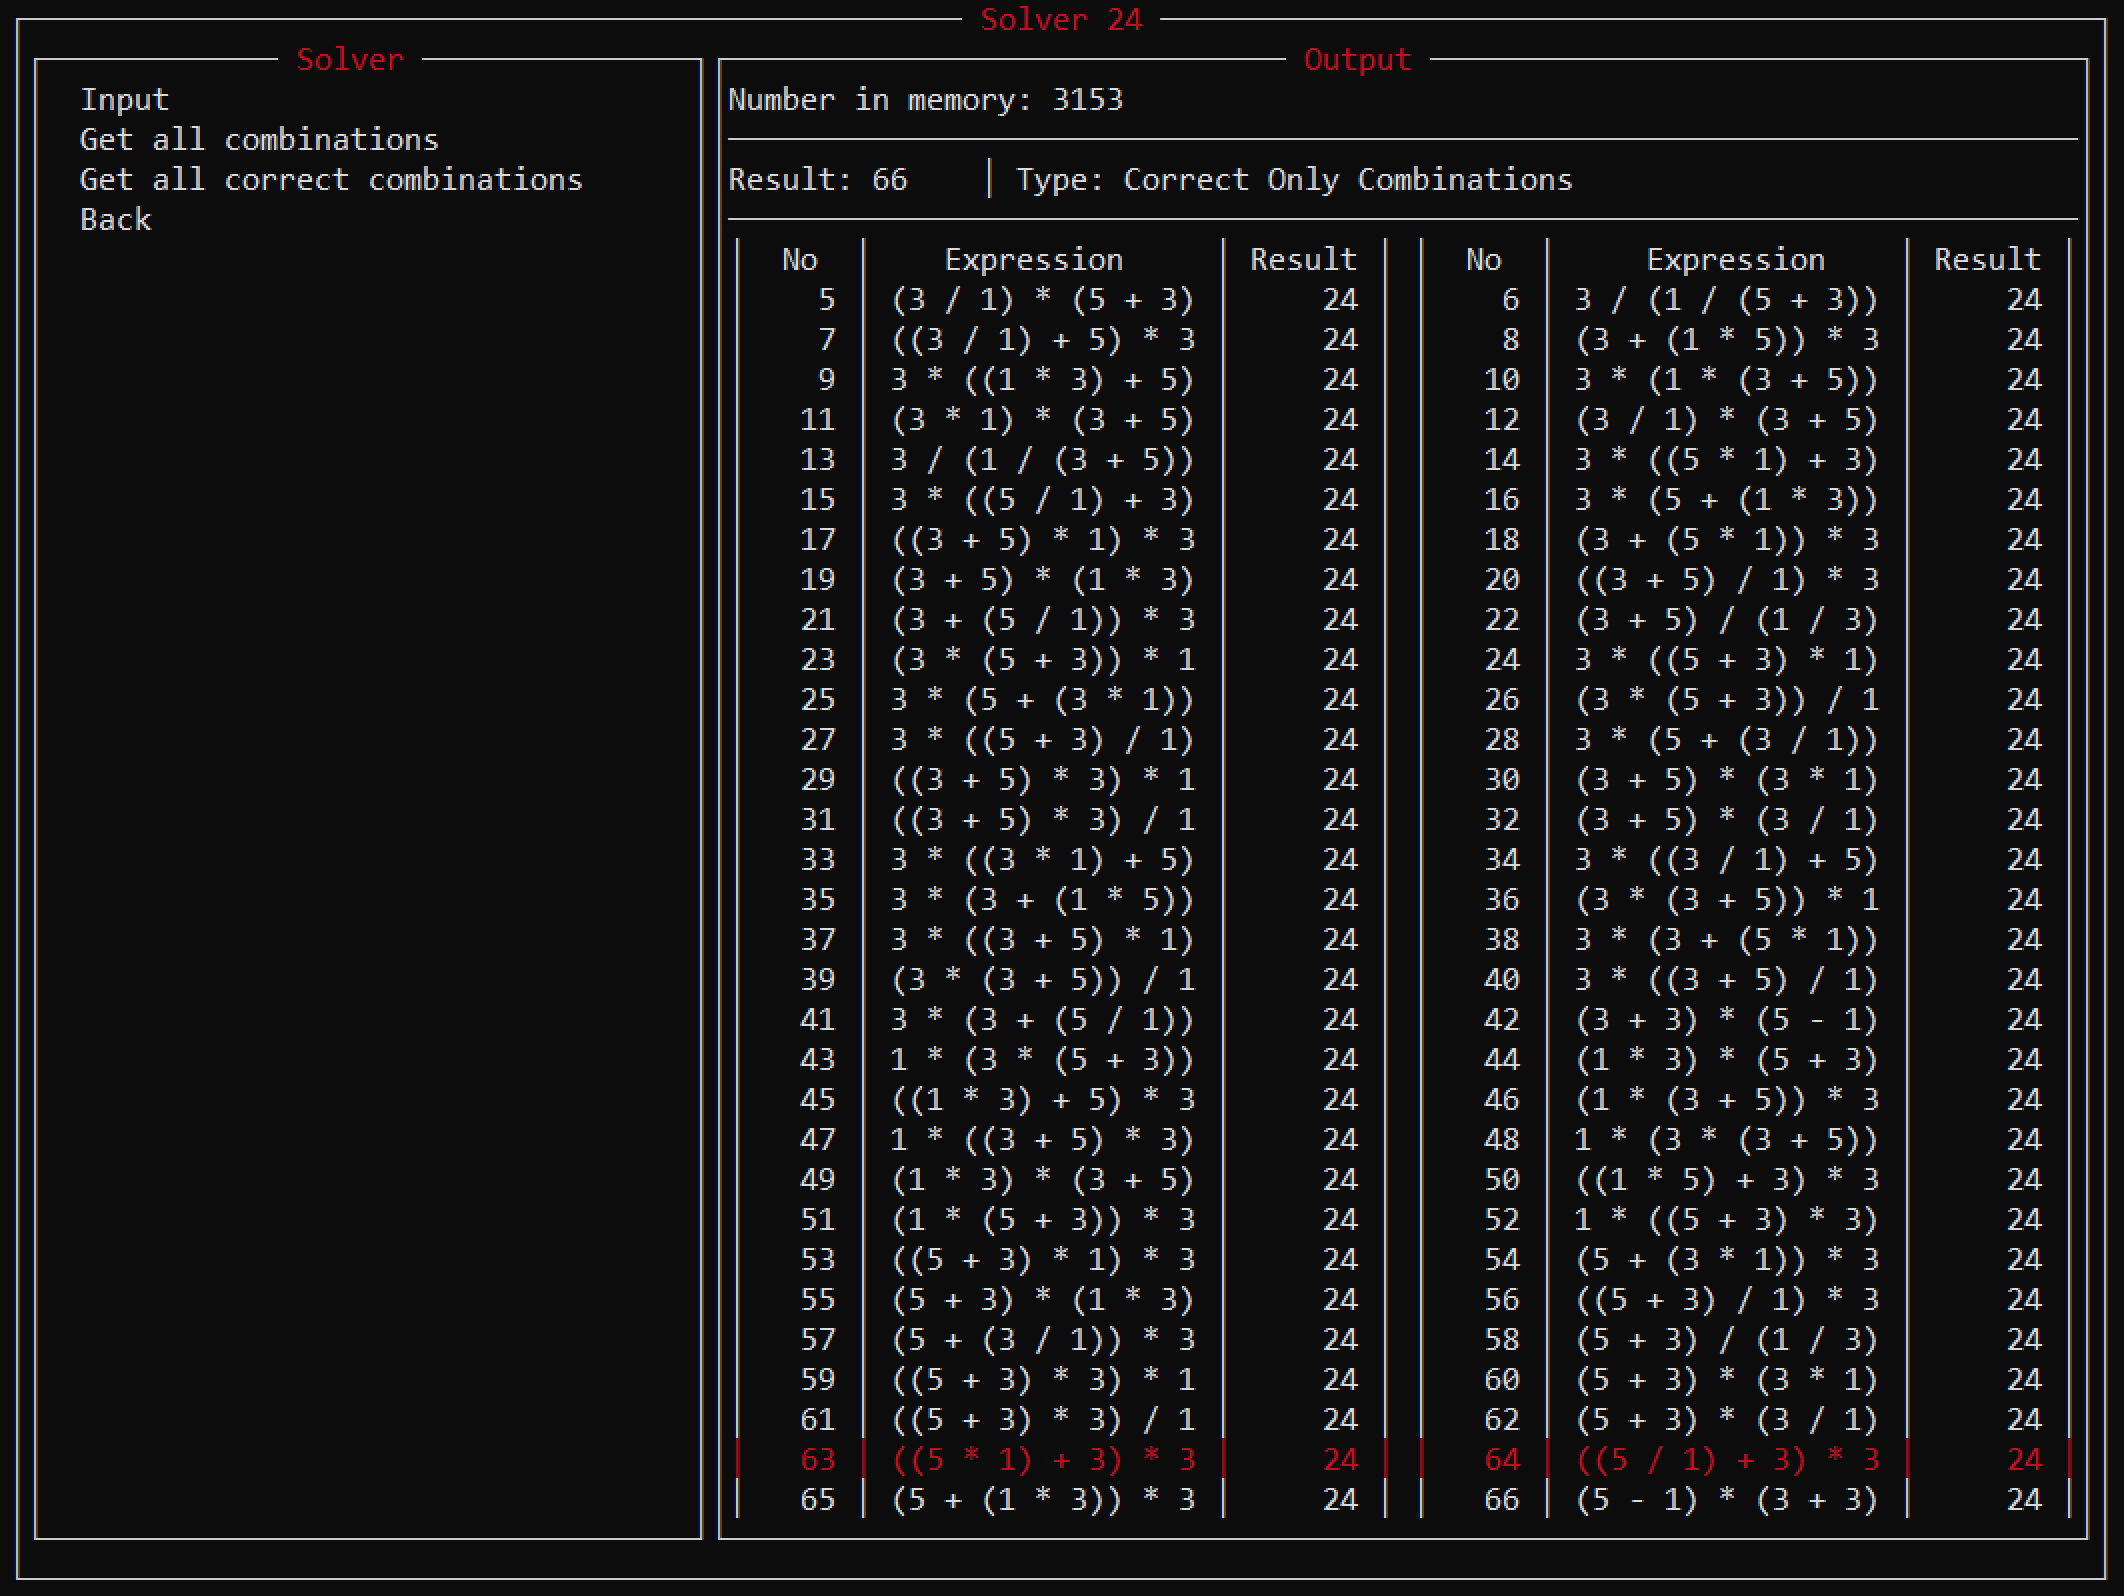 Solver 24
Solver
Output
Input
Get all combinations
Get all correct combinations
Back
Number in memory: 3153
Result: 66 | Type: Correct Only Combinations
| No | Expression | Result | | No | Expression | Result |
| 5 | (3 / 1) * (5 + 3) | 24 | | 6 | 3 / (1 / (5 + 3)) | 24 |
| 7 | ((3 / 1) + 5) * 3 | 24 | | 8 | (3 + (1 * 5)) * 3 | 24 |
| 9 | 3 * ((1 * 3) + 5) | 24 | | 10 | 3 * (1 * (3 + 5)) | 24 |
| 11 | (3 * 1) * (3 + 5) | 24 | | 12 | (3 / 1) * (3 + 5) | 24 |
| 13 | 3 / (1 / (3 + 5)) | 24 | | 14 | 3 * ((5 * 1) + 3) | 24 |
| 15 | 3 * ((5 / 1) + 3) | 24 | | 16 | 3 * (5 + (1 * 3)) | 24 |
| 17 | ((3 + 5) * 1) * 3 | 24 | | 18 | (3 + (5 * 1)) * 3 | 24 |
| 19 | (3 + 5) * (1 * 3) | 24 | | 20 | ((3 + 5) / 1) * 3 | 24 |
| 21 | (3 + (5 / 1)) * 3 | 24 | | 22 | (3 + 5) / (1 / 3) | 24 |
| 23 | (3 * (5 + 3)) * 1 | 24 | | 24 | 3 * ((5 + 3) * 1) | 24 |
| 25 | 3 * (5 + (3 * 1)) | 24 | | 26 | (3 * (5 + 3)) / 1 | 24 |
| 27 | 3 * ((5 + 3) / 1) | 24 | | 28 | 3 * (5 + (3 / 1)) | 24 |
| 29 | ((3 + 5) * 3) * 1 | 24 | | 30 | (3 + 5) * (3 * 1) | 24 |
| 31 | ((3 + 5) * 3) / 1 | 24 | | 32 | (3 + 5) * (3 / 1) | 24 |
| 33 | 3 * ((3 * 1) + 5) | 24 | | 34 | 3 * ((3 / 1) + 5) | 24 |
| 35 | 3 * (3 + (1 * 5)) | 24 | | 36 | (3 * (3 + 5)) * 1 | 24 |
| 37 | 3 * ((3 + 5) * 1) | 24 | | 38 | 3 * (3 + (5 * 1)) | 24 |
| 39 | (3 * (3 + 5)) / 1 | 24 | | 40 | 3 * ((3 + 5) / 1) | 24 |
| 41 | 3 * (3 + (5 / 1)) | 24 | | 42 | (3 + 3) * (5 - 1) | 24 |
| 43 | 1 * (3 * (5 + 3)) | 24 | | 44 | (1 * 3) * (5 + 3) | 24 |
| 45 | ((1 * 3) + 5) * 3 | 24 | | 46 | (1 * (3 + 5)) * 3 | 24 |
| 47 | 1 * ((3 + 5) * 3) | 24 | | 48 | 1 * (3 * (3 + 5)) | 24 |
| 49 | (1 * 3) * (3 + 5) | 24 | | 50 | ((1 * 5) + 3) * 3 | 24 |
| 51 | (1 * (5 + 3)) * 3 | 24 | | 52 | 1 * ((5 + 3) * 3) | 24 |
| 53 | ((5 + 3) * 1) * 3 | 24 | | 54 | (5 + (3 * 1)) * 3 | 24 |
| 55 | (5 + 3) * (1 * 3) | 24 | | 56 | ((5 + 3) / 1) * 3 | 24 |
| 57 | (5 + (3 / 1)) * 3 | 24 | | 58 | (5 + 3) / (1 / 3) | 24 |
| 59 | ((5 + 3) * 3) * 1 | 24 | | 60 | (5 + 3) * (3 * 1) | 24 |
| 61 | ((5 + 3) * 3) / 1 | 24 | | 62 | (5 + 3) * (3 / 1) | 24 |
| 63 | ((5 * 1) + 3) * 3 | 24 | | 64 | ((5 / 1) + 3) * 3 | 24 |
| 65 | (5 + (1 * 3)) * 3 | 24 | | 66 | (5 - 1) * (3 + 3) | 24 |